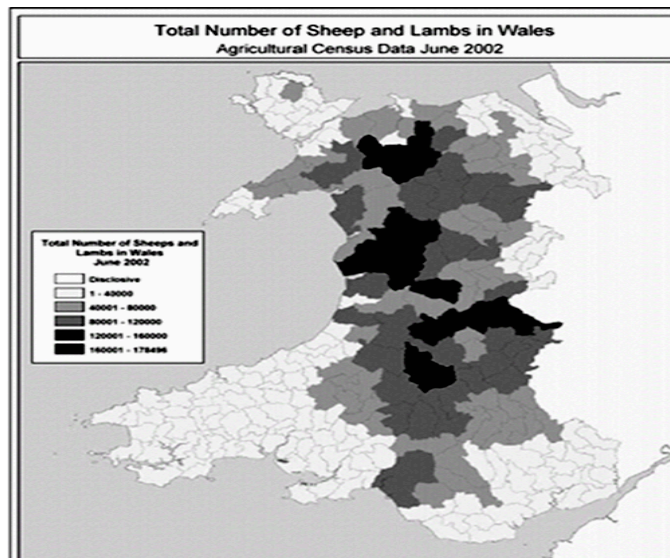 Total Number of Sheep and Lambs in Wales
Agricultural Census Data June 2002
Total Number of Sheeps and
Lambs in Wales
June 2002
Disclosive
1 - 40000
40001 - 80000
80001 - 120000
120001 - 160000
160001 - 178496